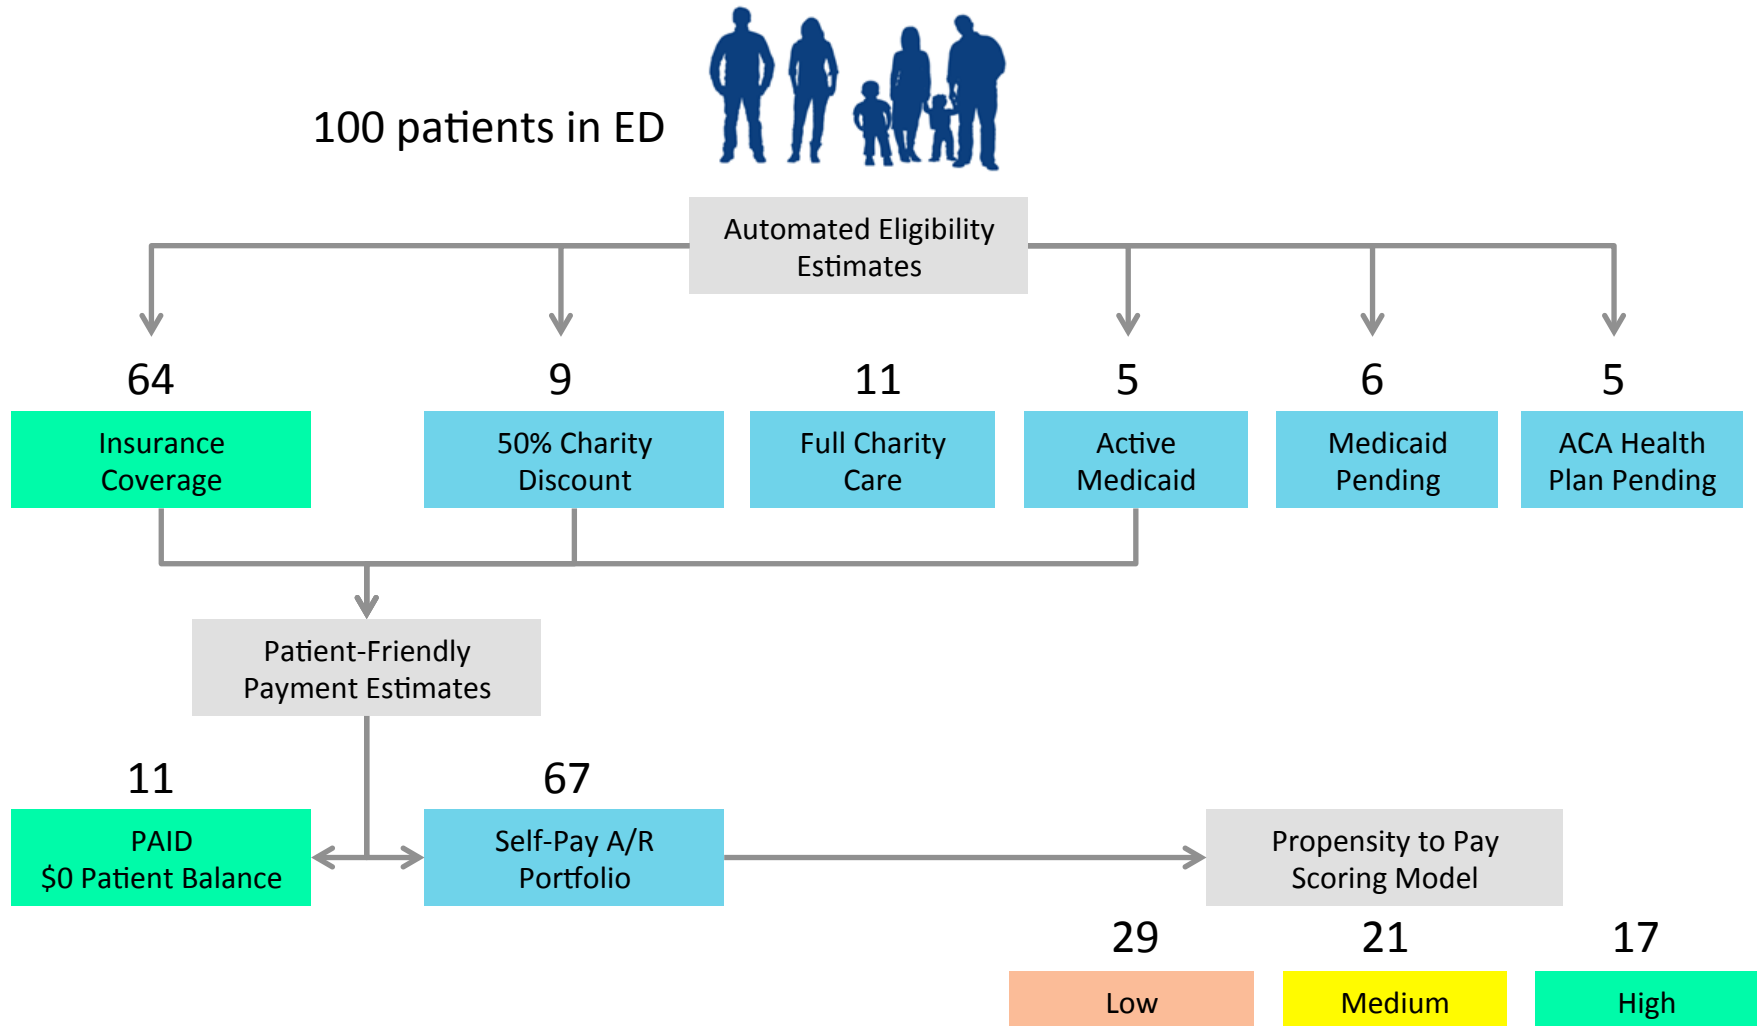 100 patients in ED
Automated Eligibility
Estimates
64
9
11
5
6
5
Insurance
Coverage
50% Charity
Discount
Full Charity
Care
Active
Medicaid
Medicaid
Pending
ACA Health
Plan Pending
Patient-Friendly
Payment Estimates
11
67
PAID
$0 Patient Balance
Self-Pay A/R
Portfolio
Propensity to Pay
Scoring Model
29
21
17
Low
Medium
High